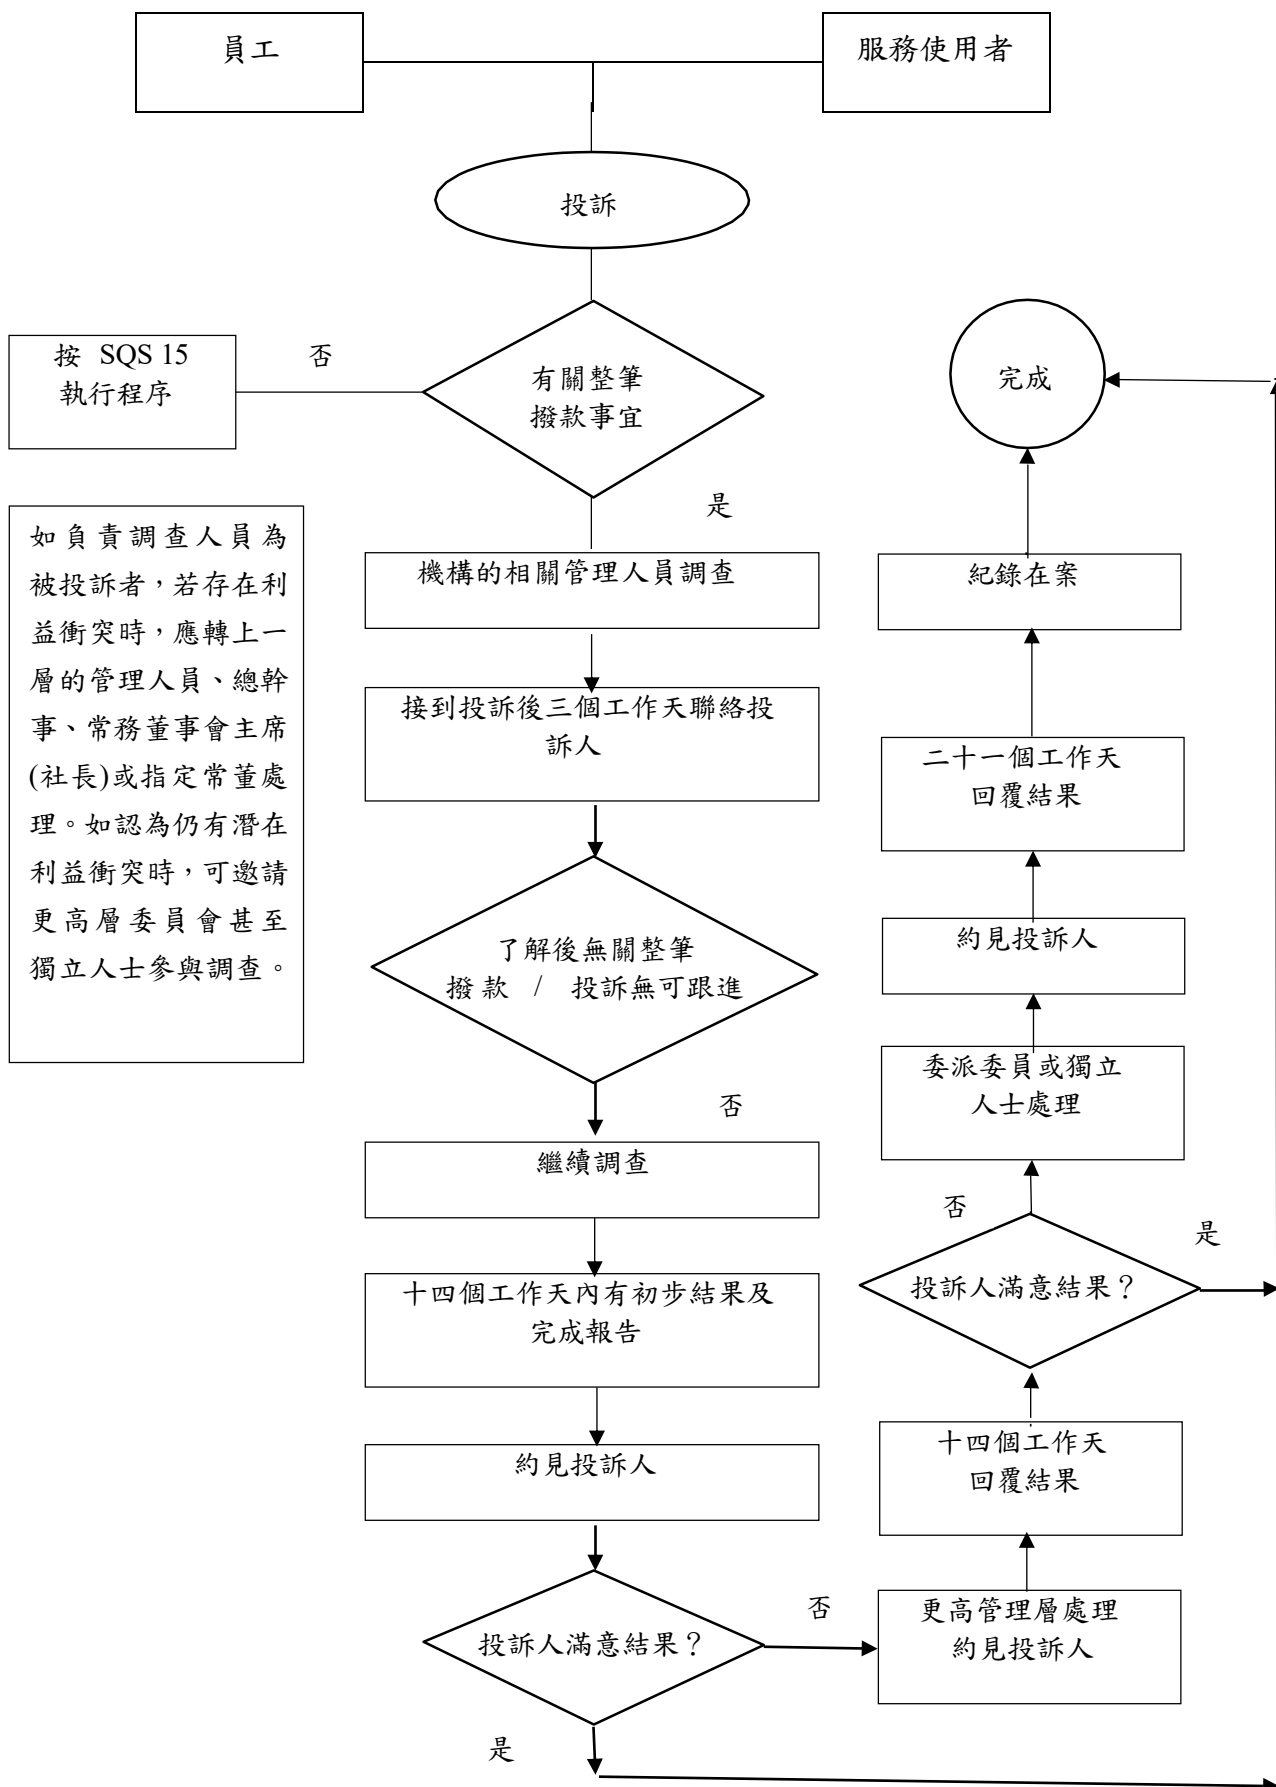 員工
服務使用者
投訴
有關整筆
撥款事宜
否
按 SQS 15
執行程序
是
如負責調查人員為
被投訴者，若存在利
益衝突時，應轉上一
層的管理人員、總幹
事、常務董事會主席
(社長)或指定常董處
理。如認為仍有潛在
利益衝突時，可邀請
更高層委員會甚至
獨立人士參與調查。
機構的相關管理人員調查
接到投訴後三個工作天聯絡投
訴人
了解後無關整筆
撥款 / 投訴無可跟進
否
繼續調查
十四個工作天內有初步結果及
完成報告
約見投訴人
投訴人滿意結果？
是
否
更高管理層處理
約見投訴人
十四個工作天
回覆結果
投訴人滿意結果？
是
否
委派委員或獨立
人士處理
約見投訴人
二十一個工作天
回覆結果
紀錄在案
完成